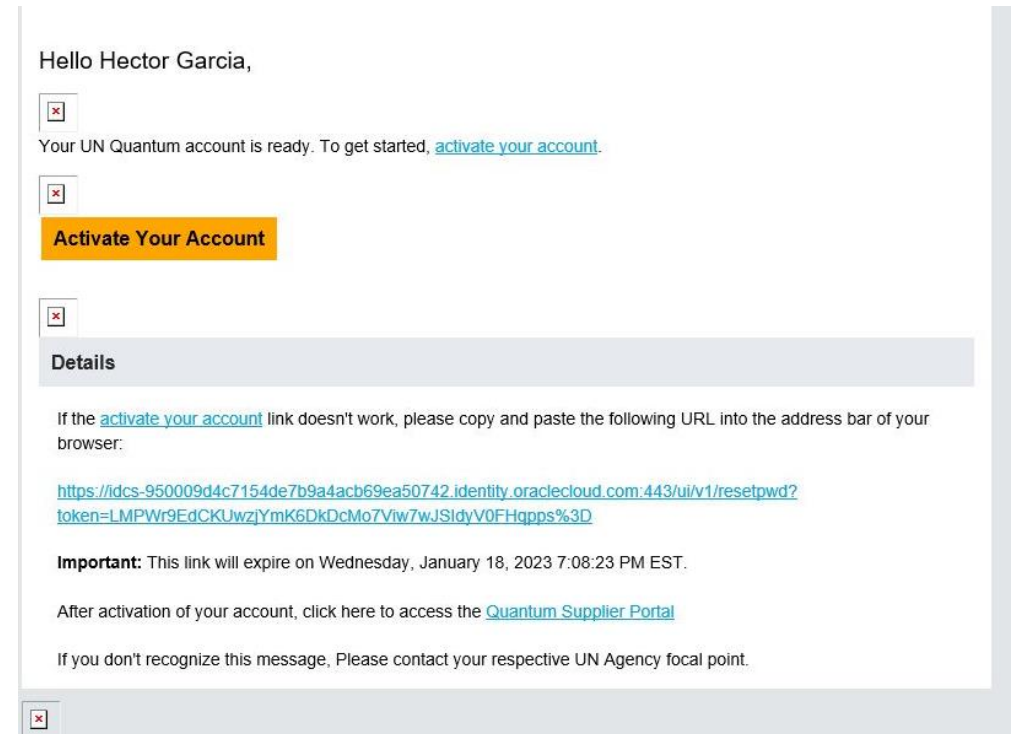 Hello Hector Garcia,
Your UN Quantum account is ready. To get started, activate your account.
Activate Your Account
Details
If the activate your account link doesn't work, please copy and paste the following URL into the address bar of your
browser:
https://idcs-950009d4c7154de7b9a4acb69ea50742.identity.oraclecloud.com:443/ui/v1/resetpwd?
token=LMPWr9EdCKUwzjYmK6DkDcMo7Viw7wJSIdyV0FHqpps%3D
Important: This link will expire on Wednesday, January 18, 2023 7:08:23 PM EST.
After activation of your account, click here to access the Quantum Supplier Portal
If you don't recognize this message, Please contact your respective UN Agency focal point.